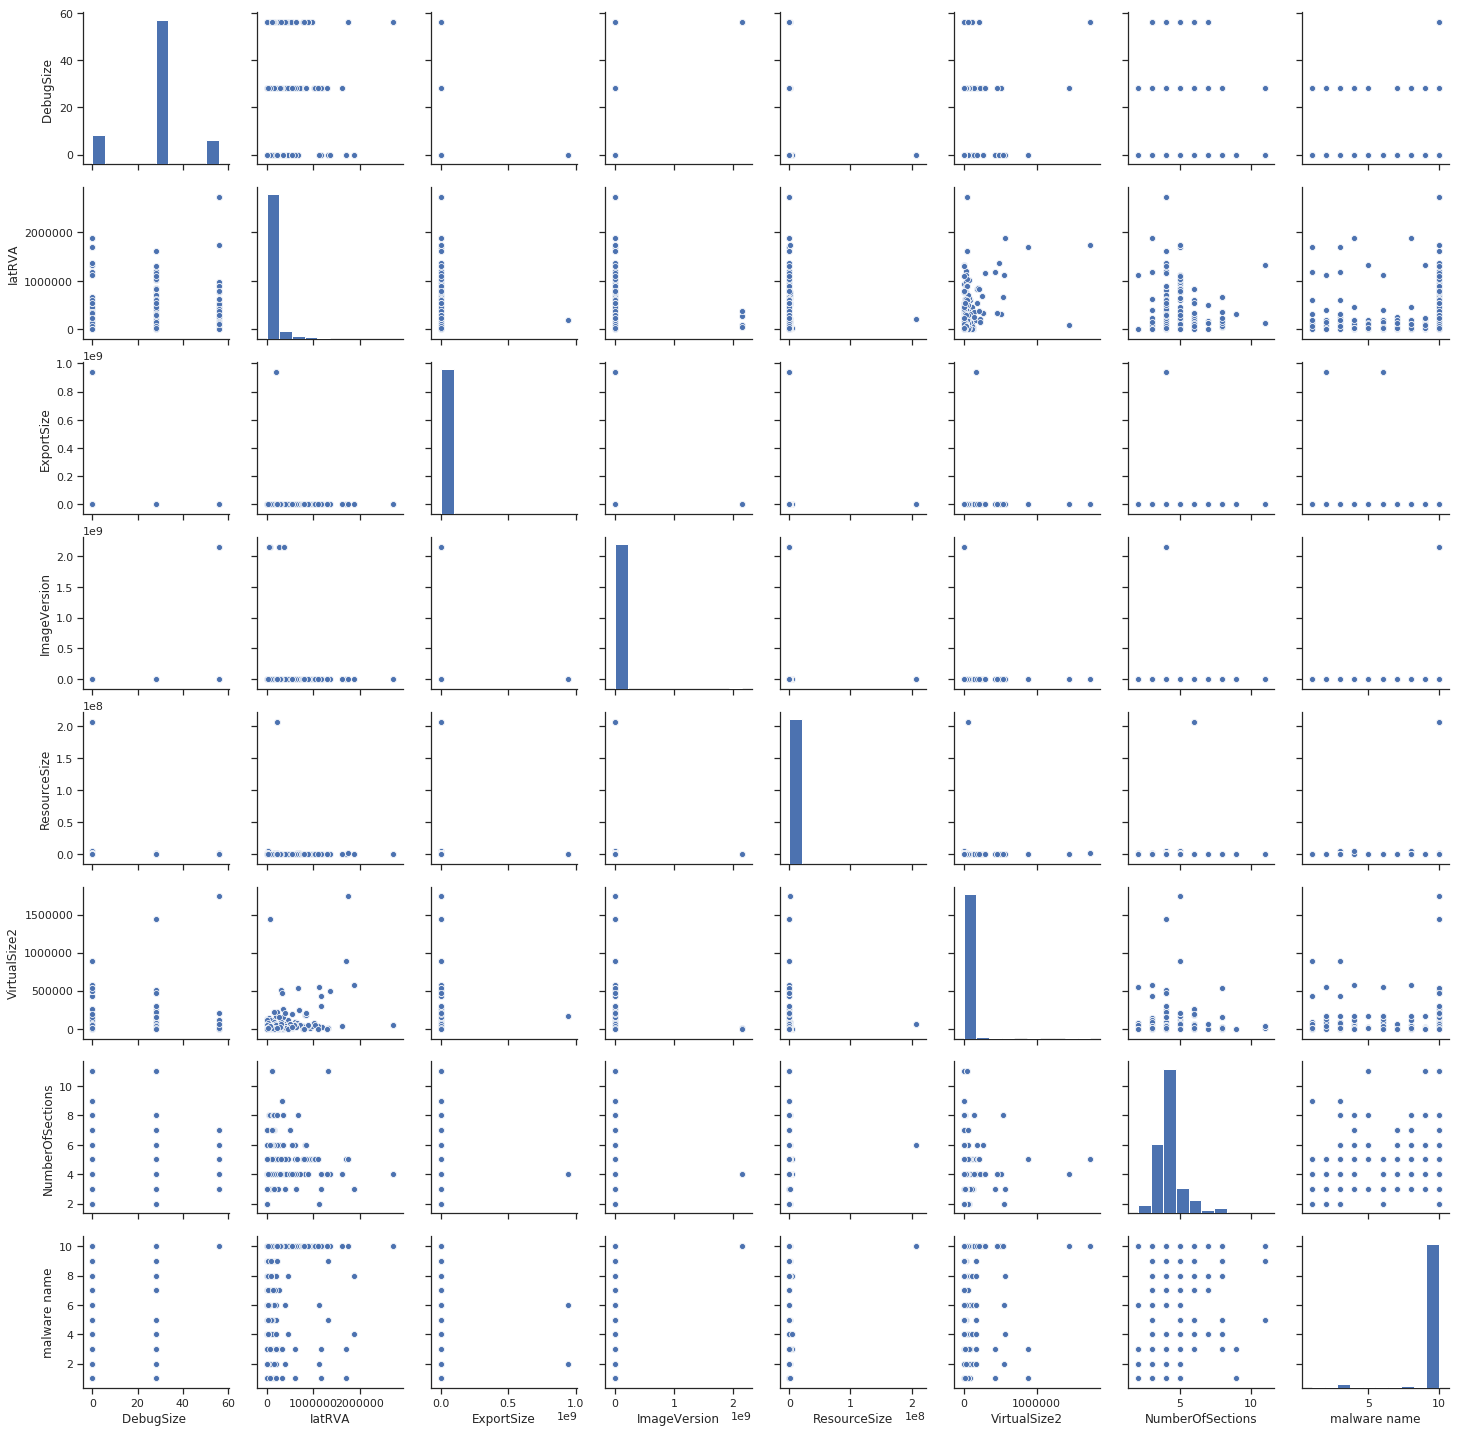 60
40
20
0
DebugSize
2000000
1000000
0
IatRVA
1e9
1.0
0.8
0.6
0.4
0.2
0.0
ExportSize
1e9
2.0
1.5
1.0
0.5
0.0
ImageVersion
1e8
2.0
1.5
1.0
0.5
0.0
ResourceSize
1500000
1000000
500000
0
VirtualSize2
10
8
6
4
2
NumberOfSections
10
8
6
4
2
malware name
0 20 40 60
DebugSize
0 1000000 2000000
IatRVA
0.0 0.5 1.0
1e9
ExportSize
0 1 2
1e9
ImageVersion
0 1 2
1e8
ResourceSize
0 1000000
VirtualSize2
5 10
NumberOfSections
5 10
malware name